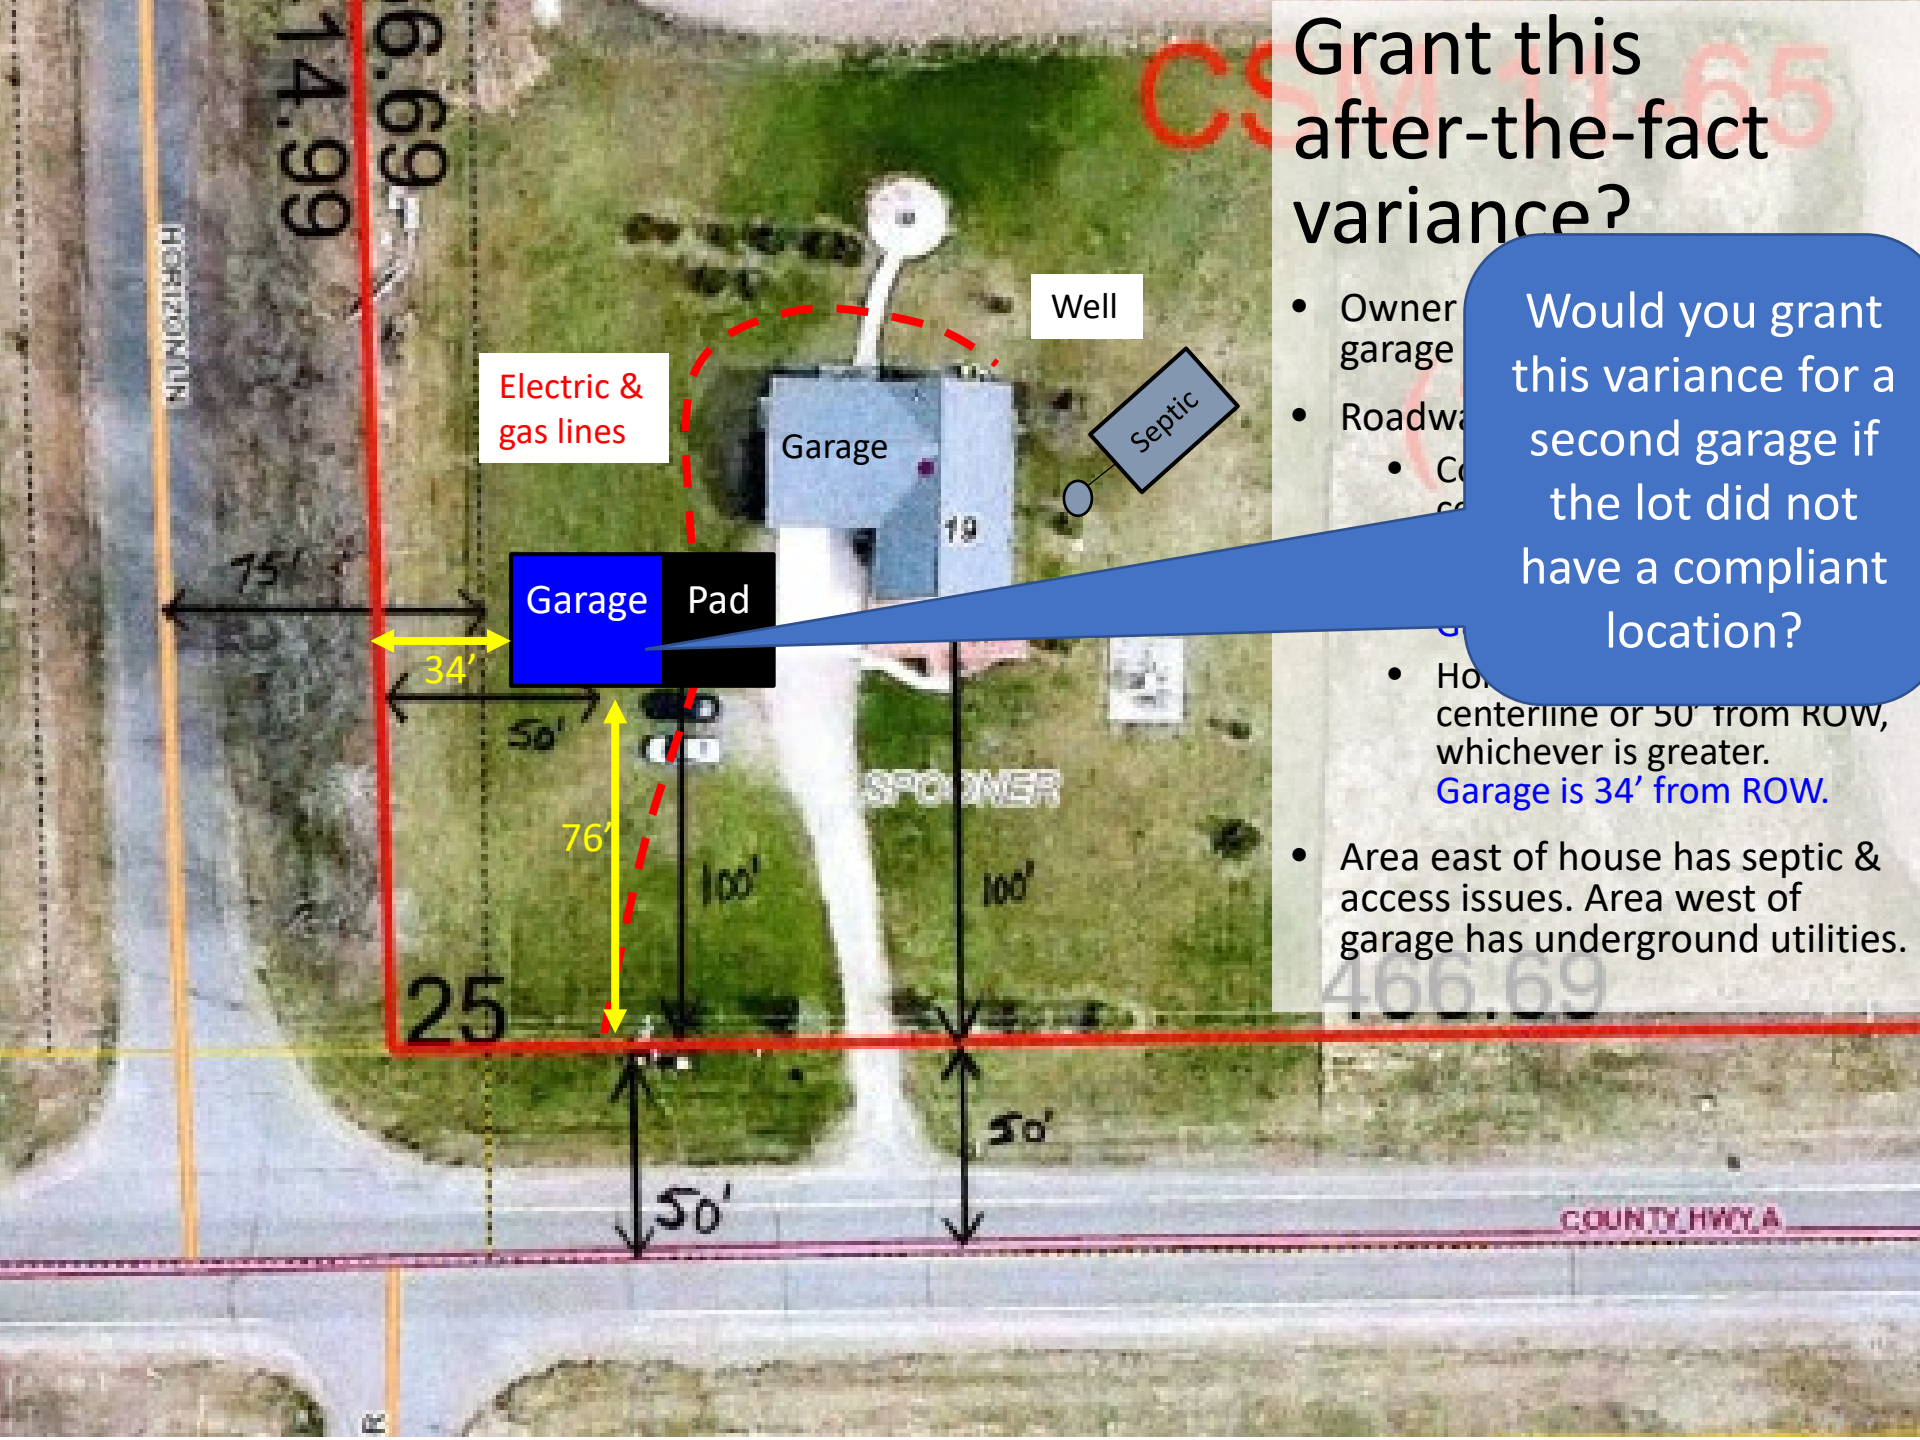 Grant this
after-the-fact
variance?
CSM 11-65
Owner
garage
Roadwa
Would you grant
this variance for a
second garage if
the lot did not
have a compliant
location?
centerline or 50' from ROW,
whichever is greater.
Garage is 34' from ROW.
Area east of house has septic &
access issues. Area west of
garage has underground utilities.
466.69
14.99
6.69
HORIZON LN
Well
Electric &
gas lines
Garage
Septic
19
75'
Garage Pad
34'
50'
SPOONER
76'
100'
100'
25
50'
50'
COUNTY HWY A
R